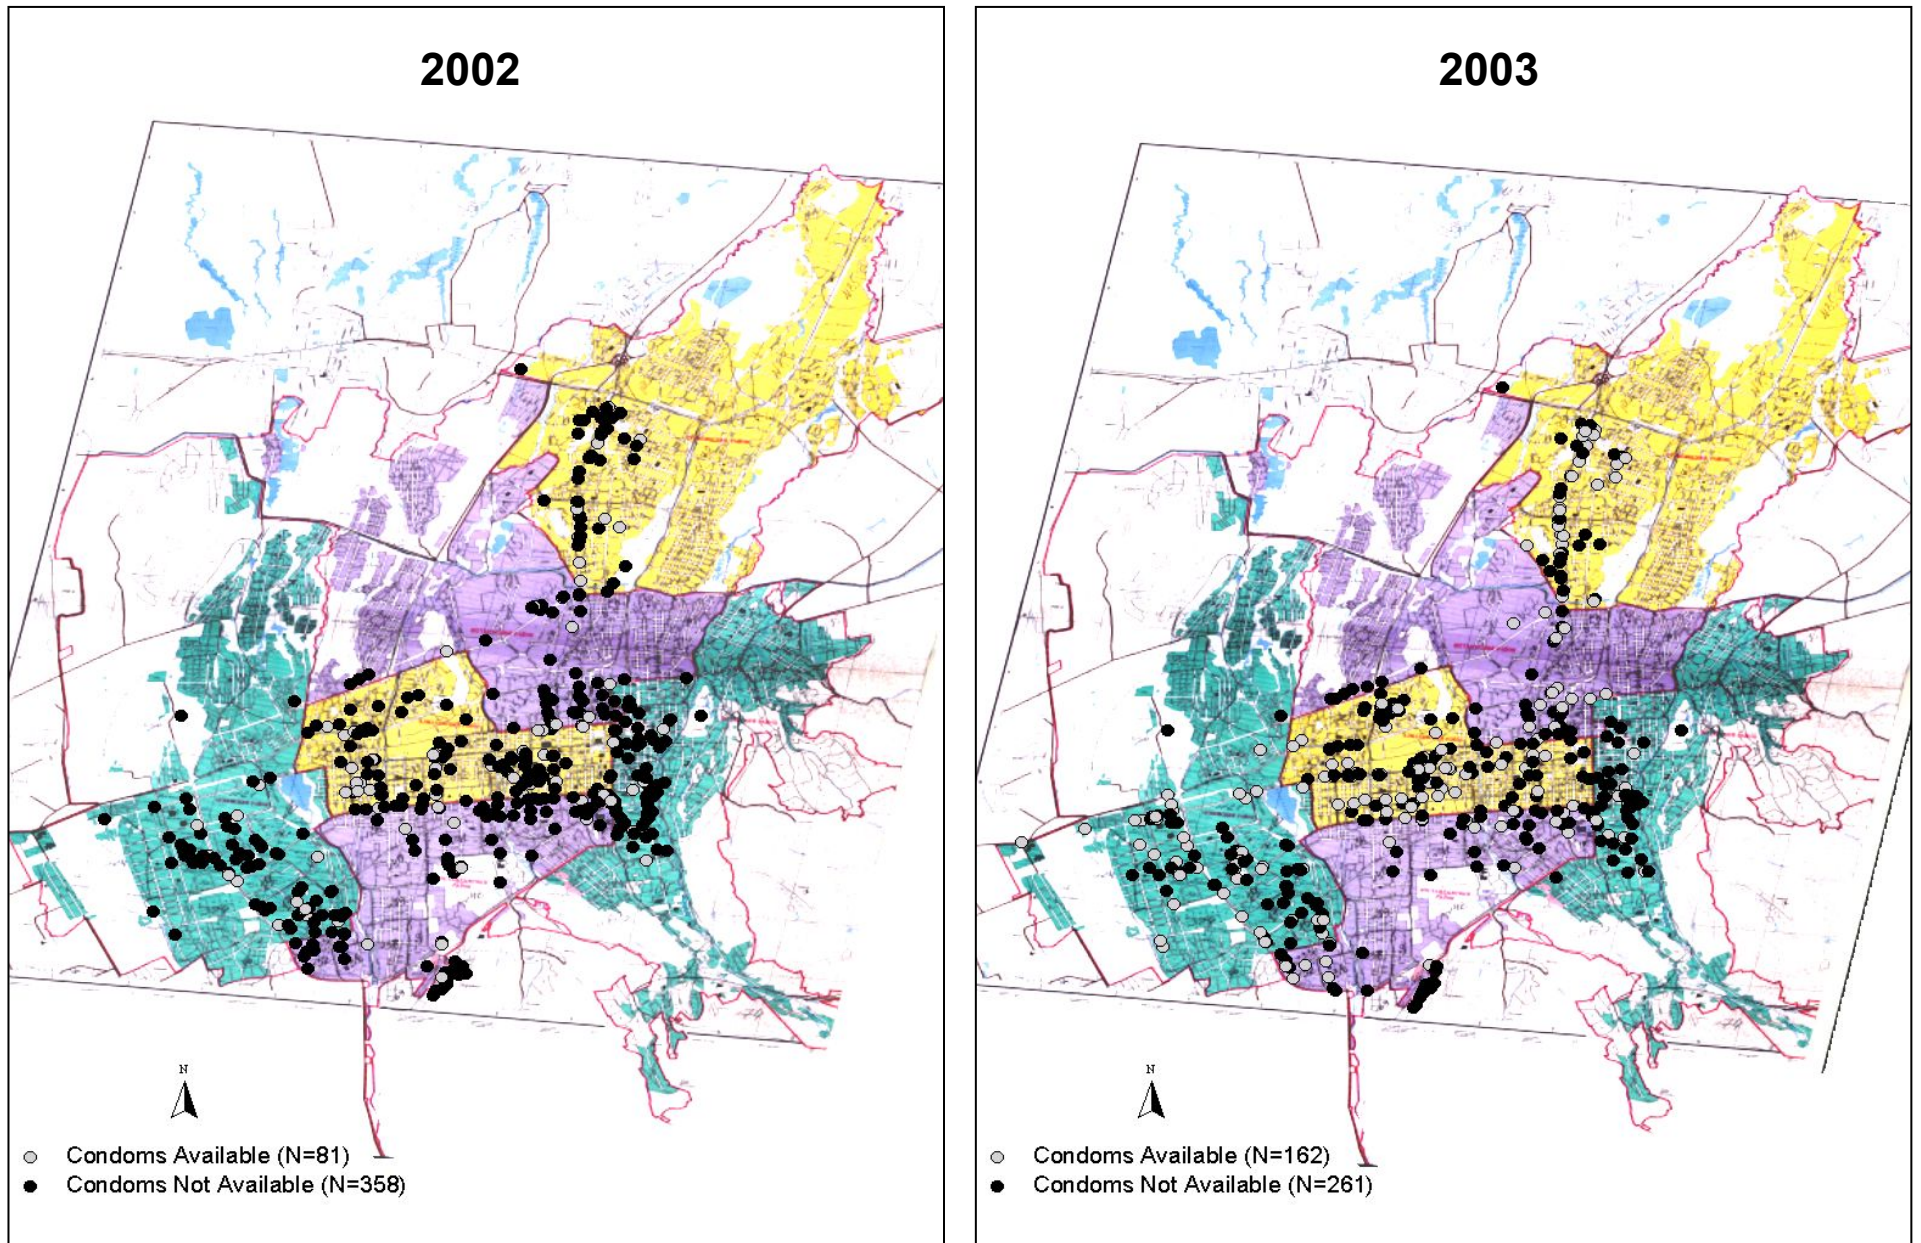 2002
2003
N
Condoms Available (N=81)
Condoms Not Available (N=358)
N
Condoms Available (N=162)
Condoms Not Available (N=261)